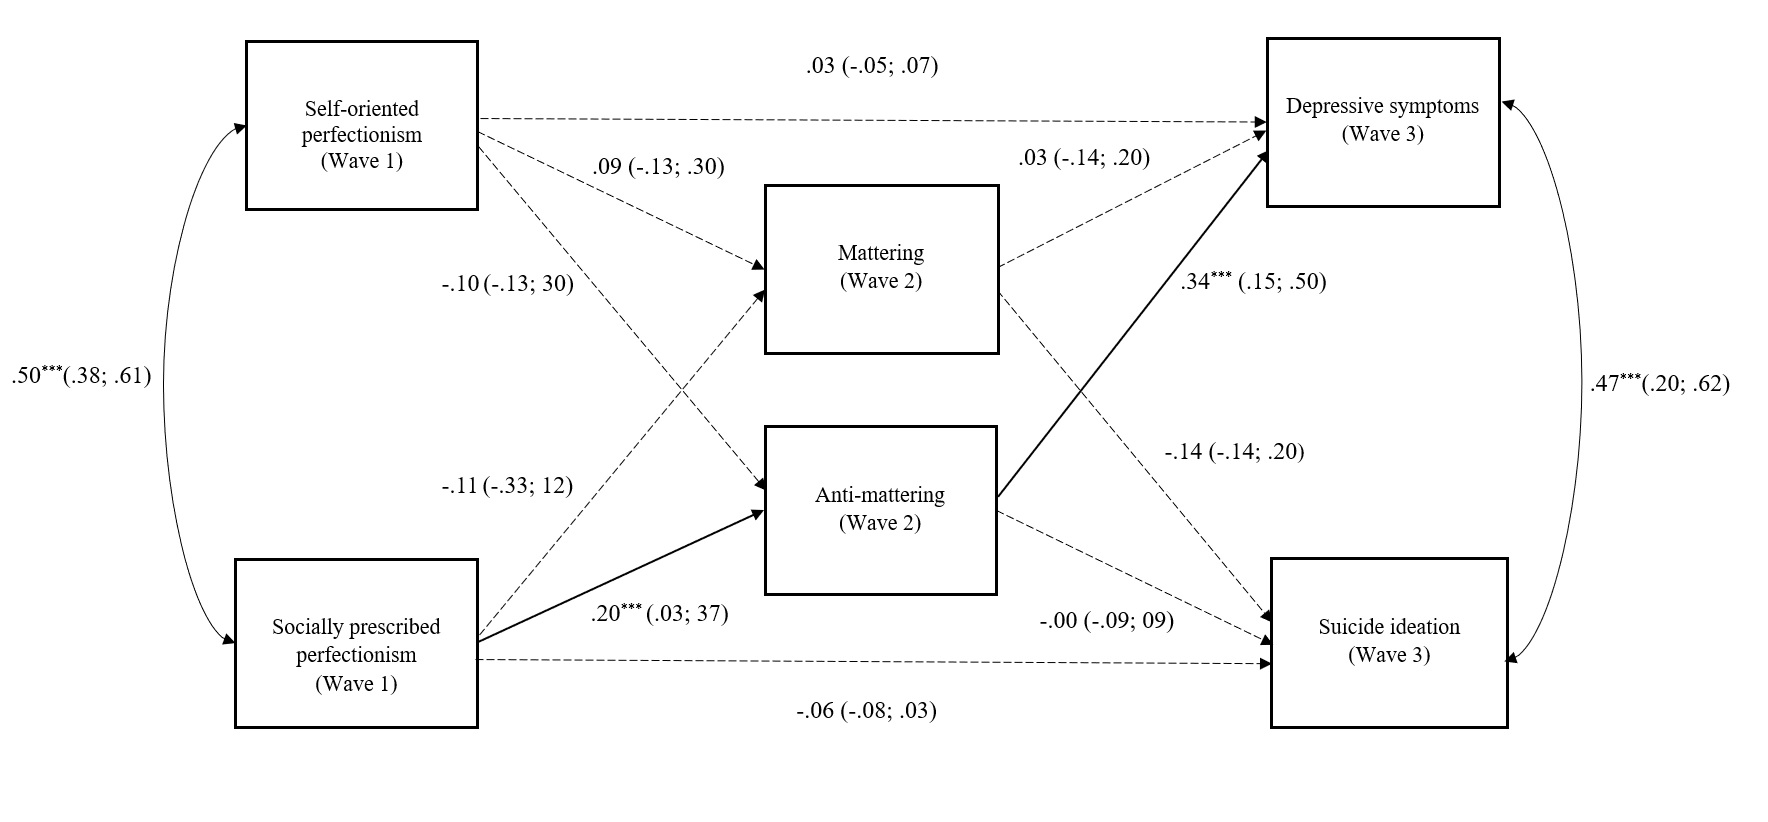 .03 (-.05; .07)
Self-oriented
perfectionism
(Wave 1)
Depressive symptoms
(Wave 3)
.09 (-.13; .30)
.03 (-.14; .20)
Mattering
(Wave 2)
-.10 (-.13; 30)
.34*** (.15; .50)
.50***(.38; .61)
.47***(.20; .62)
-.14 (-.14; .20)
-.11 (-.33; 12)
Anti-mattering
(Wave 2)
.20*** (.03; 37)
-.00 (-.09; 09)
Socially prescribed
perfectionism
(Wave 1)
Suicide ideation
(Wave 3)
-.06 (-.08; .03)